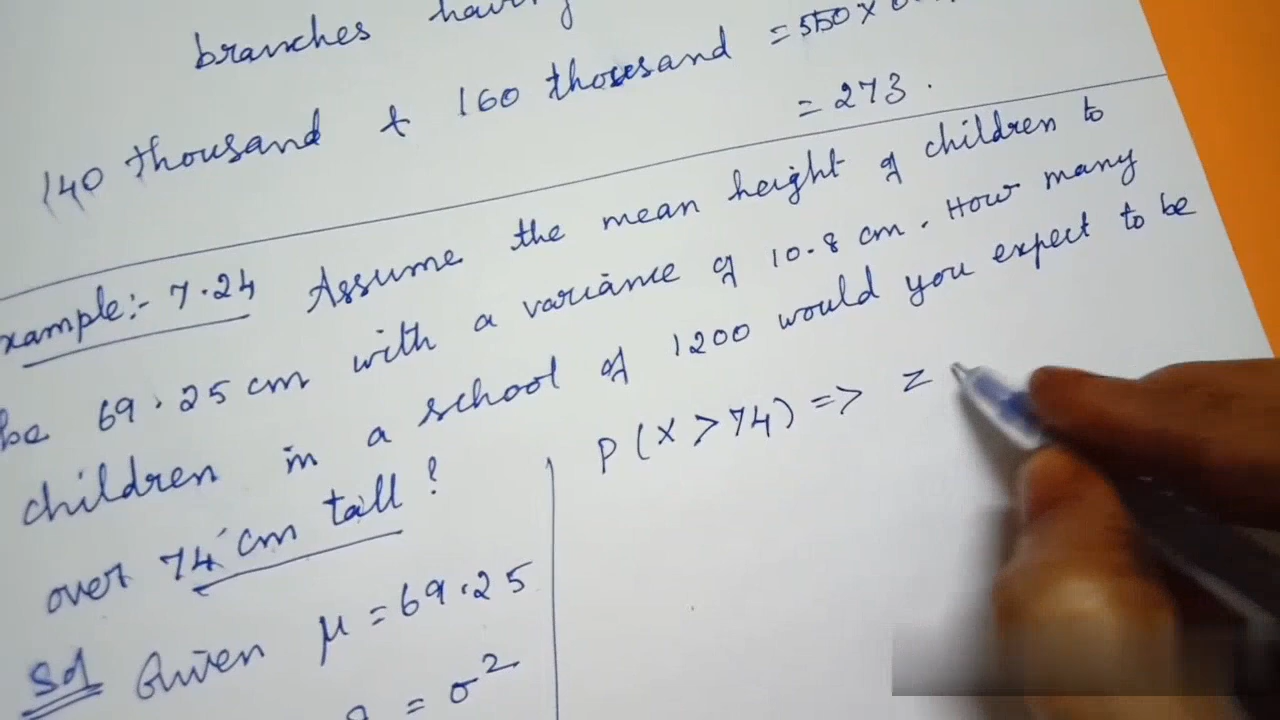 branches
140 thousand & 160 thousand = 550 ×
= 273.
xample:- 7.24 Assume the mean height of children to
be 69.25 cm with a variance of 10.8 cm. How many
children in a school of 1200 would you expect to be
over 74 cm tall?
P(X > 74) => Z
Sol Given μ = 69.25
= σ²